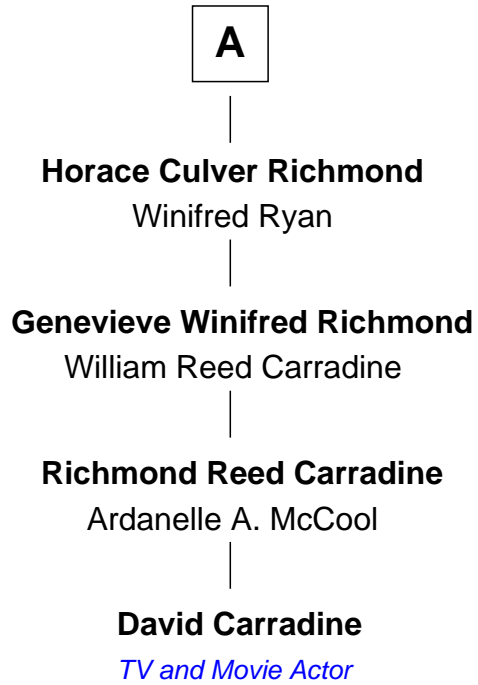 A
Horace Culver Richmond
Winifred Ryan
Genevieve Winifred Richmond
William Reed Carradine
Richmond Reed Carradine
Ardanelle A. McCool
David Carradine
TV and Movie Actor